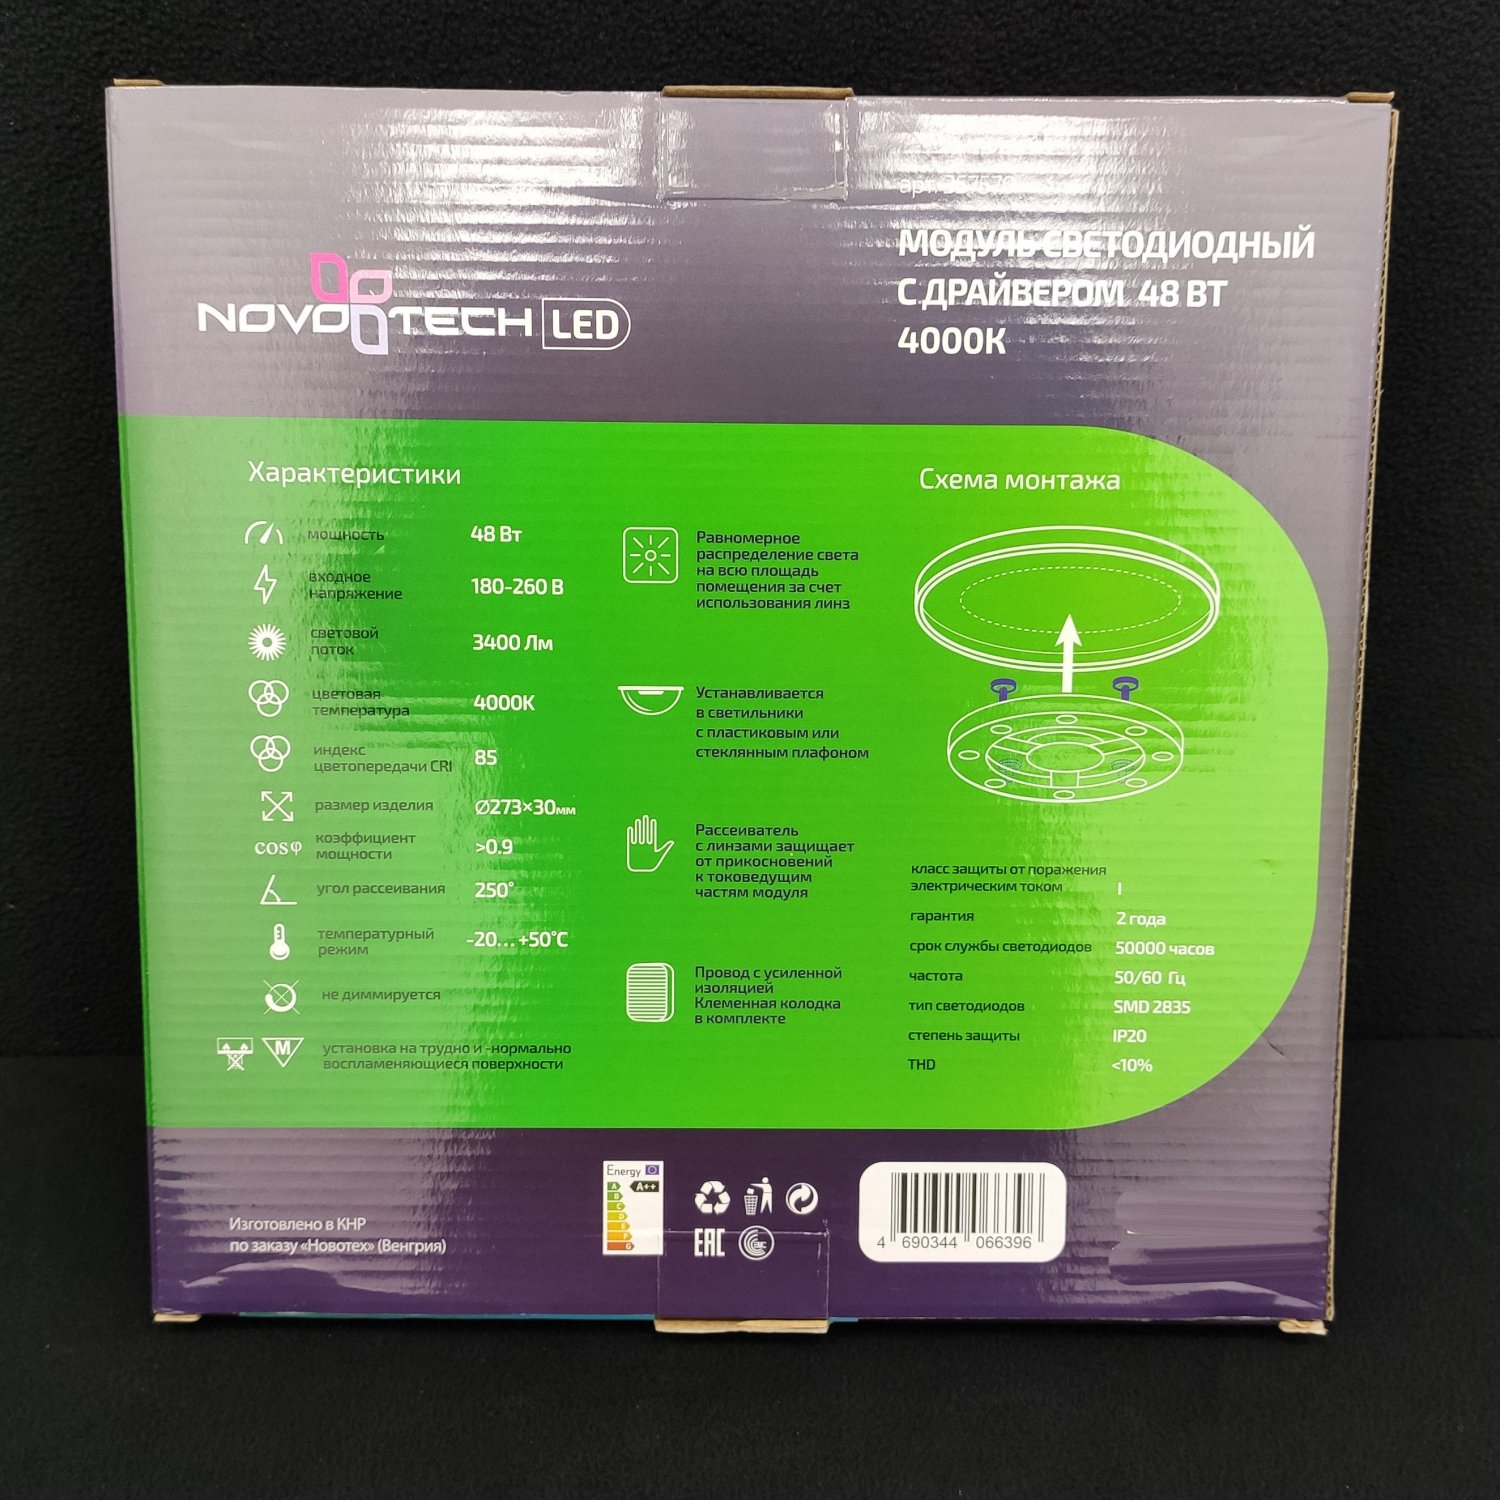 NOVOTECH LED
МОДУЛЬ СВЕТОДИОДНЫЙ
С ДРАЙВЕРОМ 48 ВТ
4000К
Характеристики
мощность 48 Вт
входное
напряжение 180-260 В
световой
поток 3400 Лм
цветовая
температура 4000К
индекс
цветопередачи CRI 85
размер изделия Ø273×30мм
cosφ коэффициент
мощности >0.9
угол рассеивания 250°
температурный
режим -20...+50°С
не диммируется
M установка на трудно и -нормально
воспламеняющиеся поверхности
Равномерное
распределение света
на всю площадь
помещения за счет
использования линз
Устанавливается
в светильники
с пластиковым или
стеклянным плафоном
Рассеиватель
с линзами защищает
от прикосновений
к токоведущим
частям модуля
Провод с усиленной
изоляцией
Клеменная колодка
в комплекте
Схема монтажа
класс защиты от поражения
электрическим током I
гарантия 2 года
срок службы светодиодов 50000 часов
частота 50/60 Гц
тип светодиодов SMD 2835
степень защиты IP20
THD <10%
Изготовлено в КНР
по заказу «Новотех» (Венгрия)
Energy
A A++
B
C
D
E
F
G
EAC
4 690344 066396